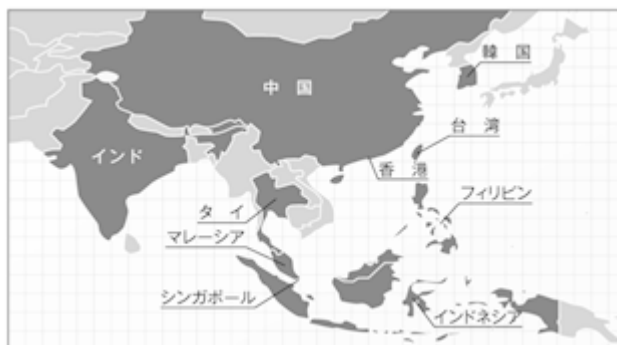 韓　国
中　国
台　湾
インド
香　港
フィリピン
タ　イ
マレーシア
シンガポール
インドネシア